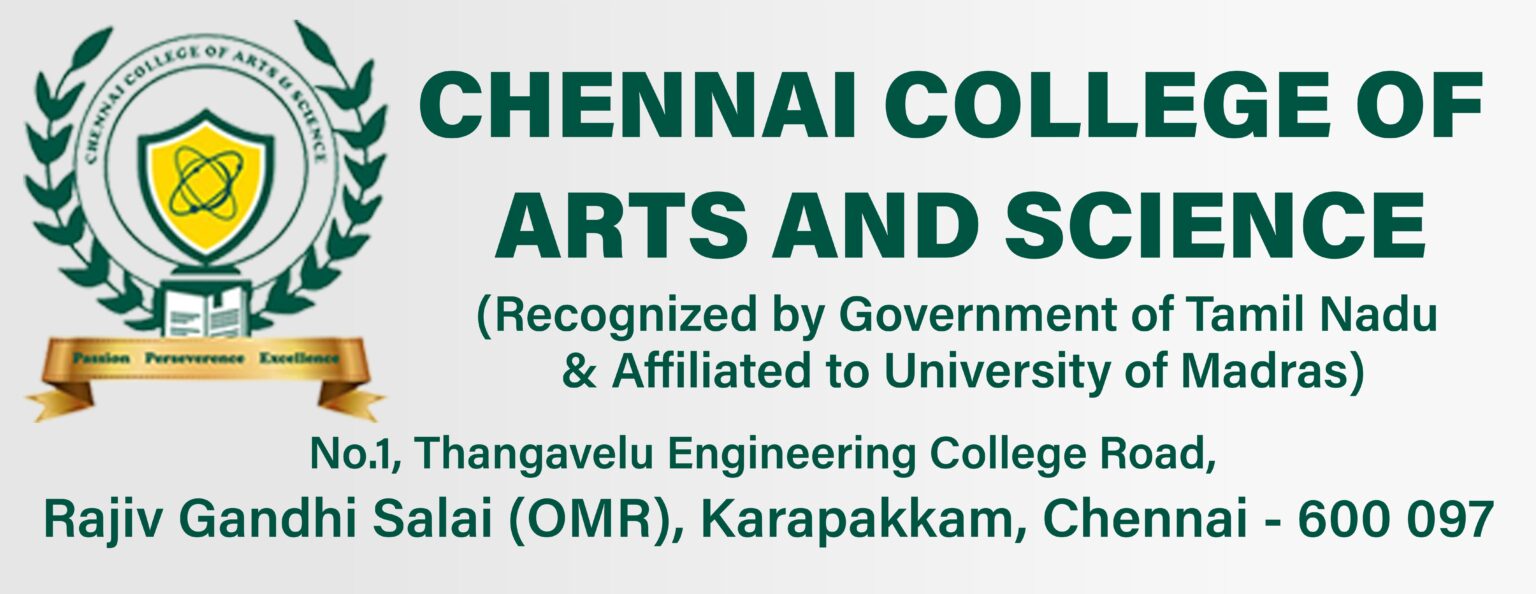 CHENNAI COLLEGE OF ARTS & SCIENCE
Passion Perseverence Excellence
CHENNAI COLLEGE OF
ARTS AND SCIENCE
(Recognized by Government of Tamil Nadu
& Affiliated to University of Madras)
No.1, Thangavelu Engineering College Road,
Rajiv Gandhi Salai (OMR), Karapakkam, Chennai - 600 097